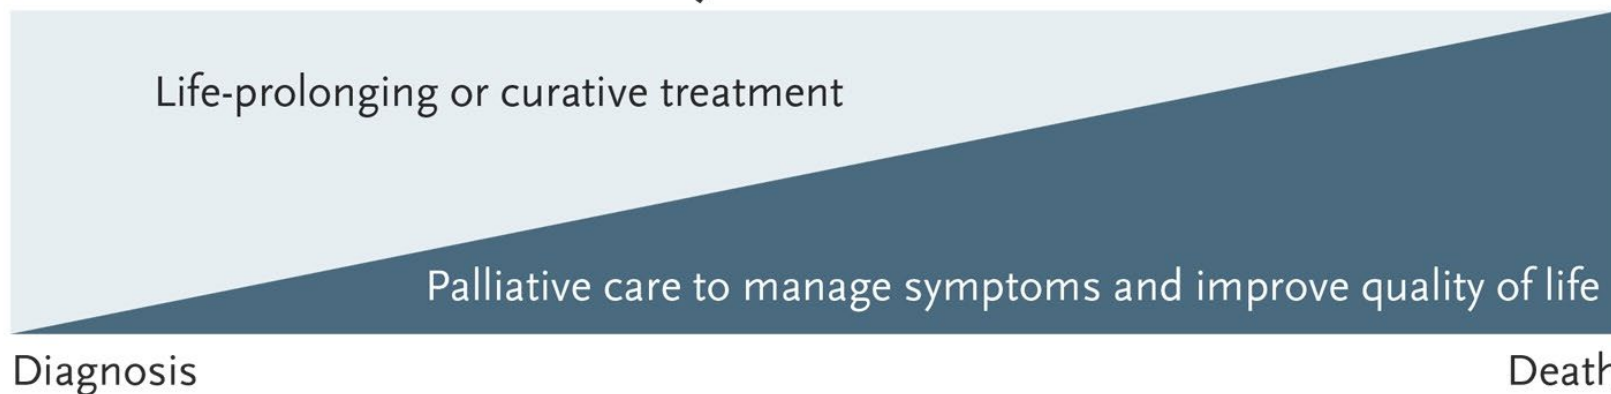 Life-prolonging or curative treatment
Palliative care to manage symptoms and improve quality of life
Diagnosis
Death